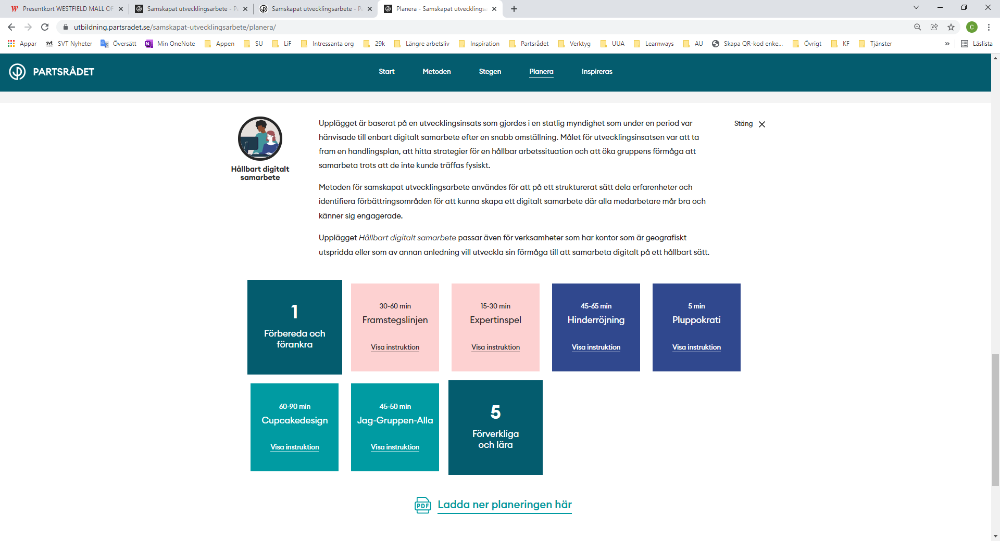 Presentkort WESTFIELD MALL OF
Samskapat utvecklingsarbete - Pa
Samskapat utvecklingsarbete - Pa
Planera - Samskapat utvecklingsa
utbildning.partsradet.se/samskapat-utvecklingsarbete/planera/
C
Appar
svt SVT Nyheter
Översätt
Min OneNote
Appen
SU
LiF
Intressanta org
29k
Längre arbetsliv
Inspiration
Partsrådet
Verktyg
UUA
Learnways
AU
Skapa QR-kod enke...
Övrigt
KF
Tjänster
»
Läslista
PARTSRÅDET
Start
Metoden
Stegen
Planera
Inspireras
Hållbart digitalt
samarbete
Upplägget är baserat på en utvecklingsinsats som gjordes i en statlig myndighet som under en period var
hänvisade till enbart digitalt samarbete efter en snabb omställning. Målet för utvecklingsinsatsen var att ta
fram en handlingsplan, att hitta strategier för en hållbar arbetssituation och att öka gruppens förmåga att
samarbeta trots att de inte kunde träffas fysiskt.
Stäng
Metoden för samskapat utvecklingsarbete användes för att på ett strukturerat sätt dela erfarenheter och
identifiera förbättringsområden för att kunna skapa ett digitalt samarbete där alla medarbetare mår bra och
känner sig engagerade.
Upplägget Hållbart digitalt samarbete passar även för verksamheter som har kontor som är geografiskt
utspridda eller som av annan anledning vill utveckla sin förmåga till att samarbeta digitalt på ett hållbart sätt.
1
Förbereda och
förankra
30-60 min
Framstegslinjen
Visa instruktion
15-30 min
Expertinspel
Visa instruktion
45-65 min
Hinderröjning
Visa instruktion
5 min
Pluppokrati
Visa instruktion
60-90 min
Cupcakedesign
Visa instruktion
45-50 min
Jag-Gruppen-Alla
Visa instruktion
5
Förverkliga
och lära
PDF
Ladda ner planeringen här